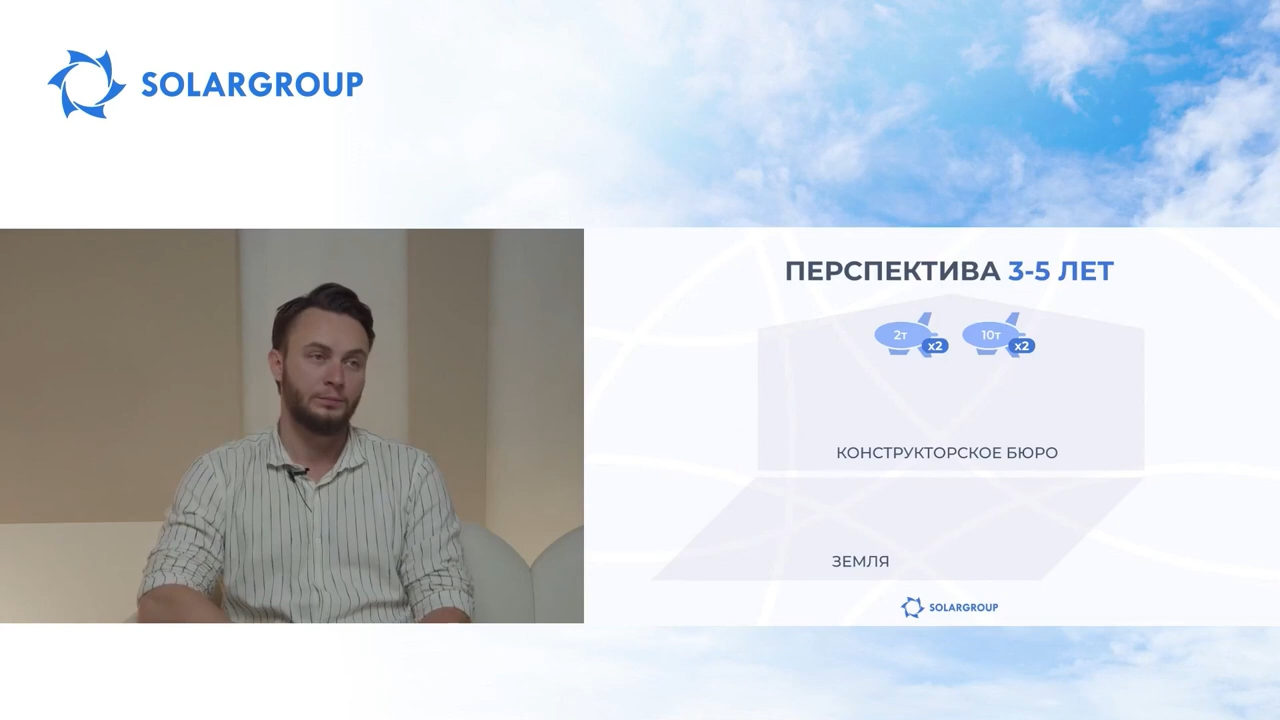 SOLARGROUP
ПЕРСПЕКТИВА 3-5 ЛЕТ
2т x2 10т x2
КОНСТРУКТОРСКОЕ БЮРО
ЗЕМЛЯ
SOLARGROUP